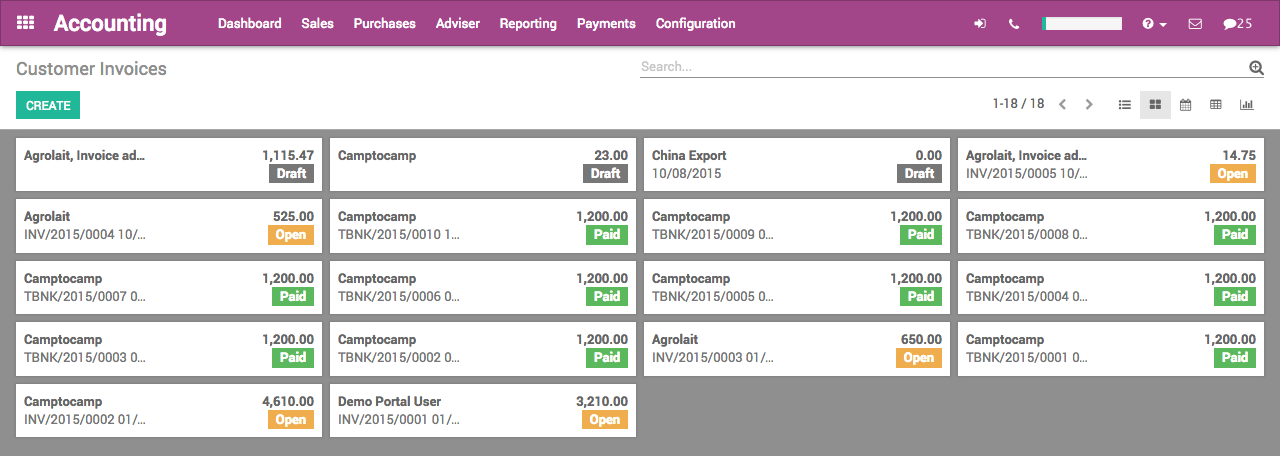 Accounting Dashboard Sales Purchases Adviser Reporting Payments Configuration 25
Customer Invoices Search...
CREATE 1-18 / 18
Agrolait, Invoice ad... 1,115.47
Draft
Camptocamp 23.00
Draft
China Export 0.00
10/08/2015 Draft
Agrolait, Invoice ad... 14.75
INV/2015/0005 10/... Open
Agrolait 525.00
INV/2015/0004 10/... Open
Camptocamp 1,200.00
TBNK/2015/0010 1... Paid
Camptocamp 1,200.00
TBNK/2015/0009 0... Paid
Camptocamp 1,200.00
TBNK/2015/0008 0... Paid
Camptocamp 1,200.00
TBNK/2015/0007 0... Paid
Camptocamp 1,200.00
TBNK/2015/0006 0... Paid
Camptocamp 1,200.00
TBNK/2015/0005 0... Paid
Camptocamp 1,200.00
TBNK/2015/0004 0... Paid
Camptocamp 1,200.00
TBNK/2015/0003 0... Paid
Camptocamp 1,200.00
TBNK/2015/0002 0... Paid
Agrolait 650.00
INV/2015/0003 01/... Open
Camptocamp 1,200.00
TBNK/2015/0001 0... Paid
Camptocamp 4,610.00
INV/2015/0002 01/... Open
Demo Portal User 3,210.00
INV/2015/0001 01/... Open